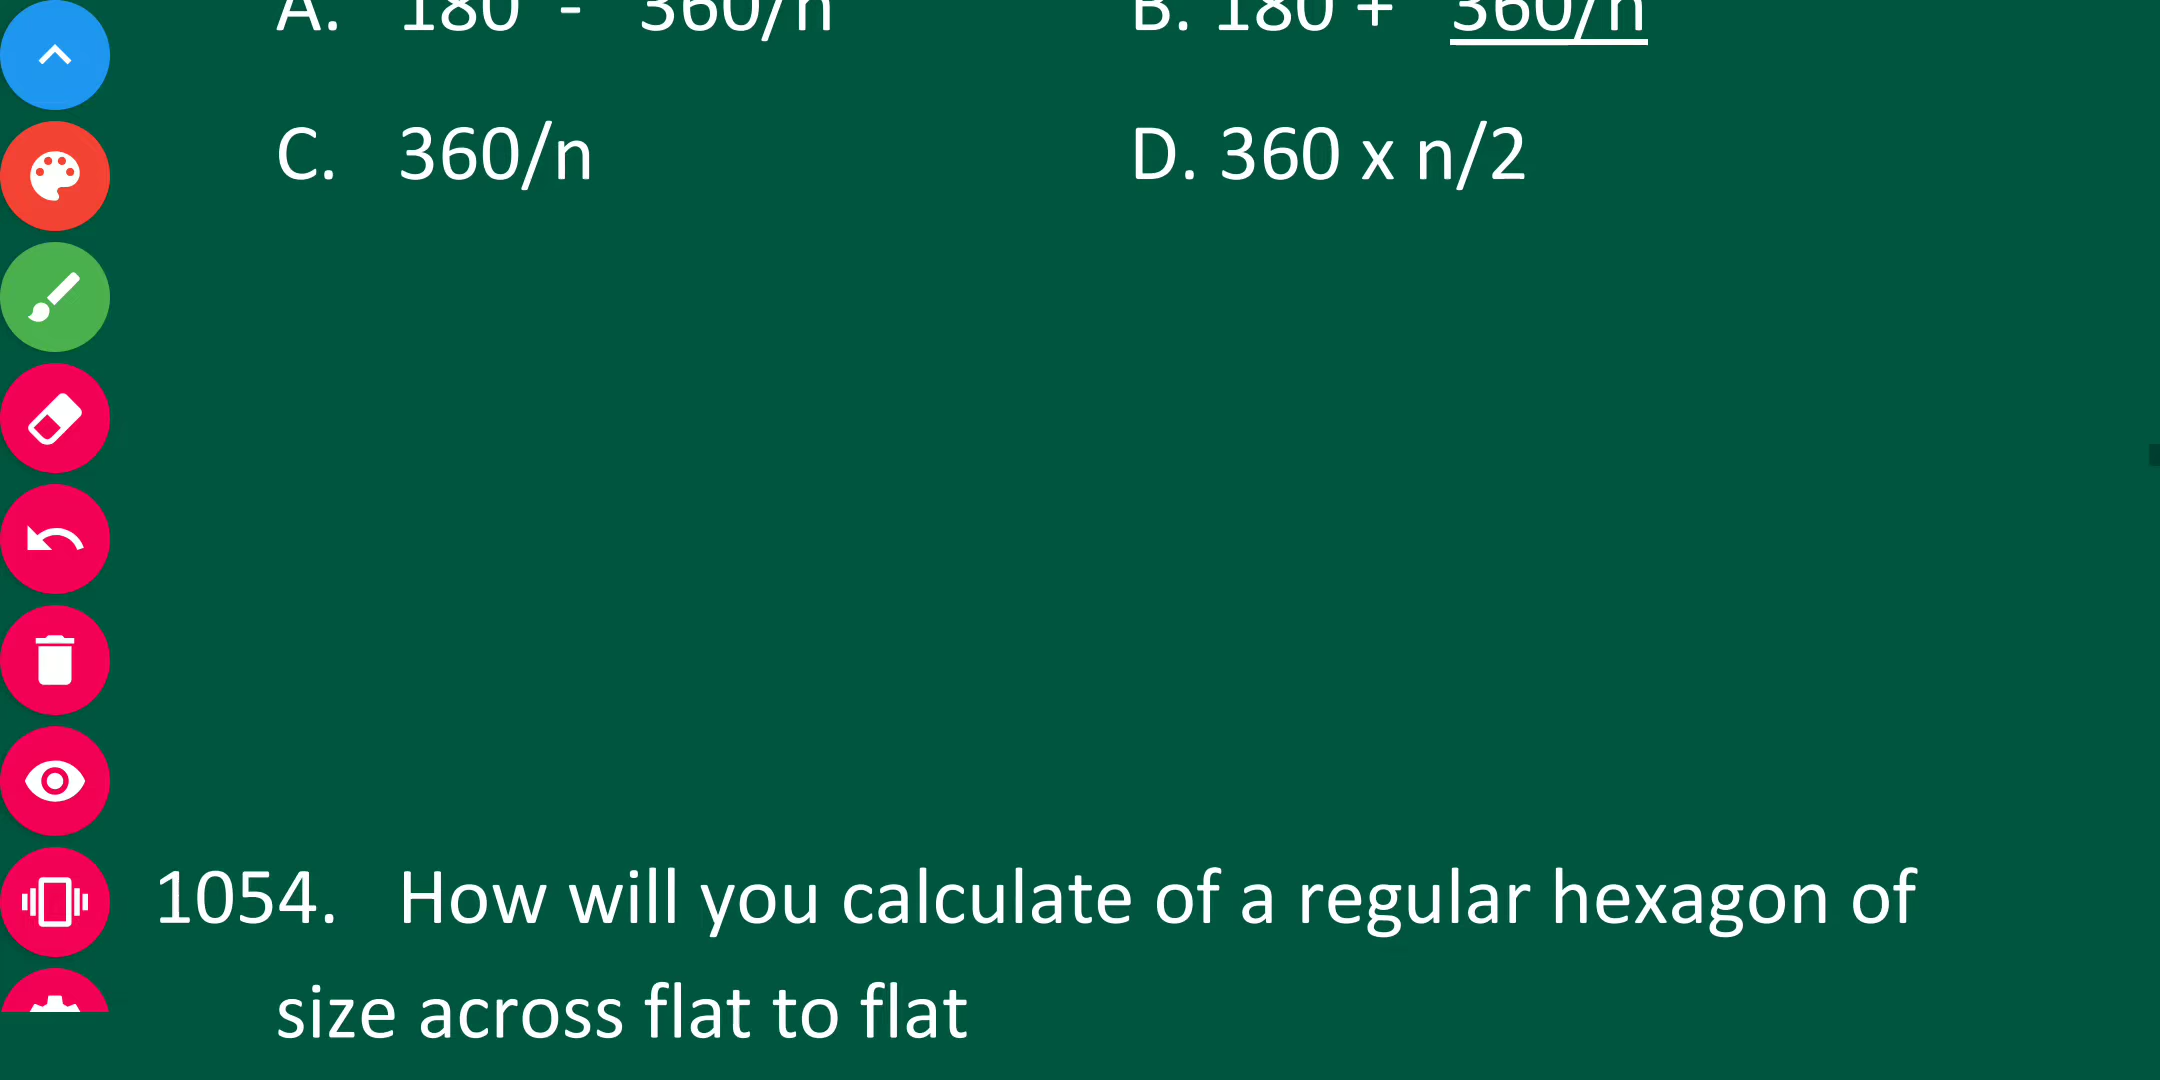 A. 180 - 360/n B. 180 + 360/n
C. 360/n D. 360 x n/2
1054. How will you calculate of a regular hexagon of
size across flat to flat